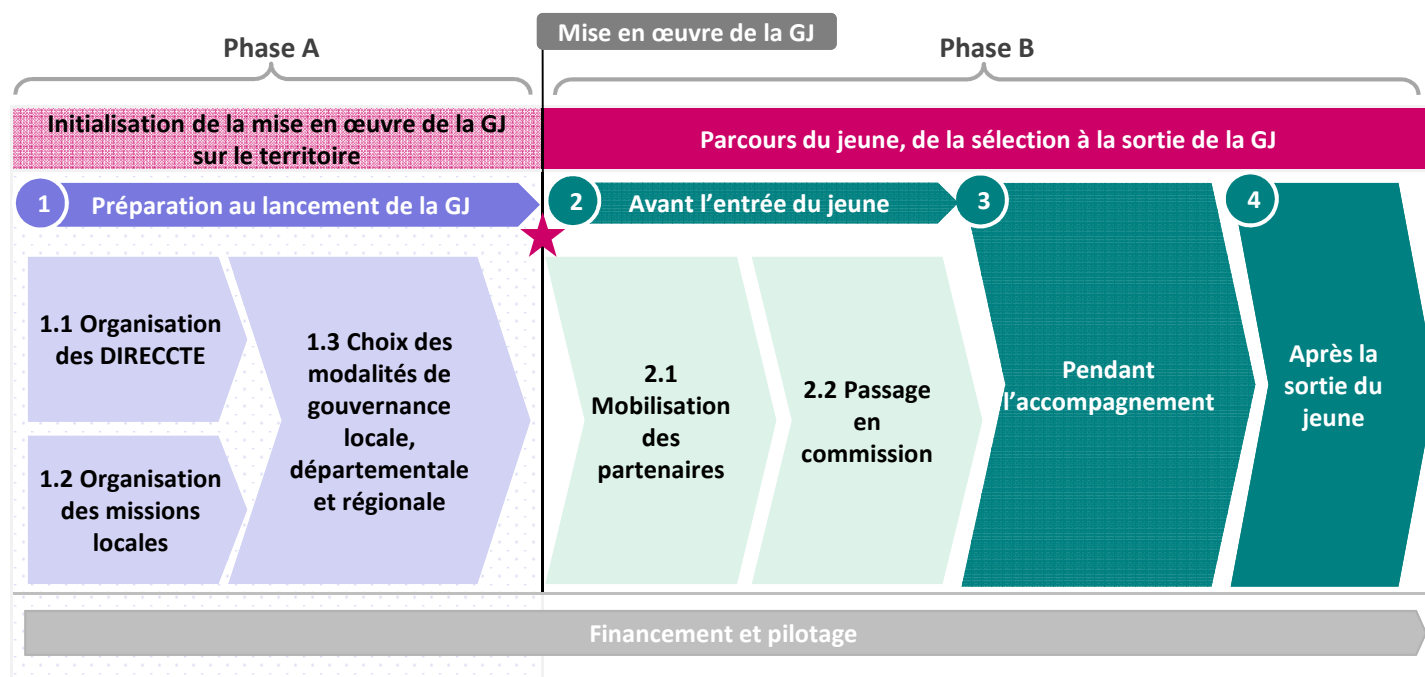 Phase A
Mise en œuvre de la GJ
Phase B
Initialisation de la mise en œuvre de la GJ
sur le territoire
Parcours du jeune, de la sélection à la sortie de la GJ
1
Préparation au lancement de la GJ
2
Avant l’entrée du jeune
3
4
1.1 Organisation
des DIRECCTE
1.2 Organisation
des missions
locales
1.3 Choix des
modalités de
gouvernance
locale,
départementale
et régionale
2.1
Mobilisation
des
partenaires
2.2 Passage
en
commission
Pendant
l’accompagnement
Après la
sortie du
jeune
Financement et pilotage